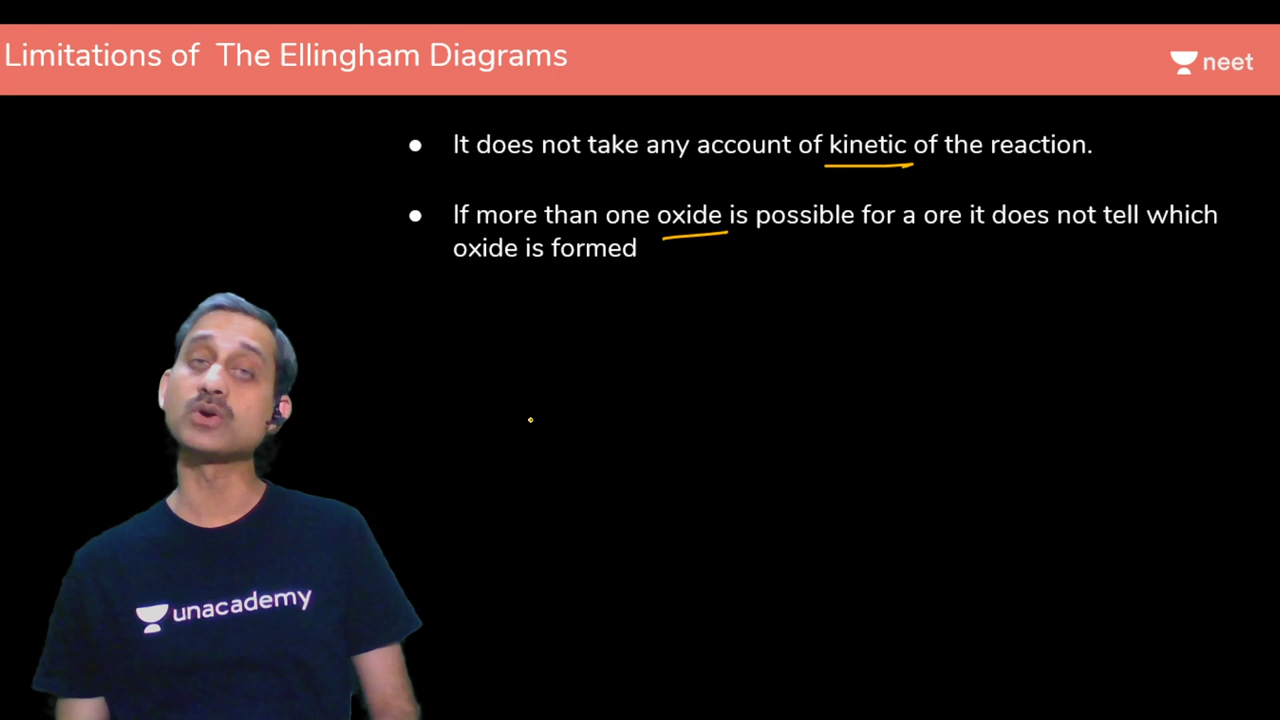 Limitations of The Ellingham Diagrams
neet
It does not take any account of kinetic of the reaction.
If more than one oxide is possible for a ore it does not tell which
oxide is formed
unacademy